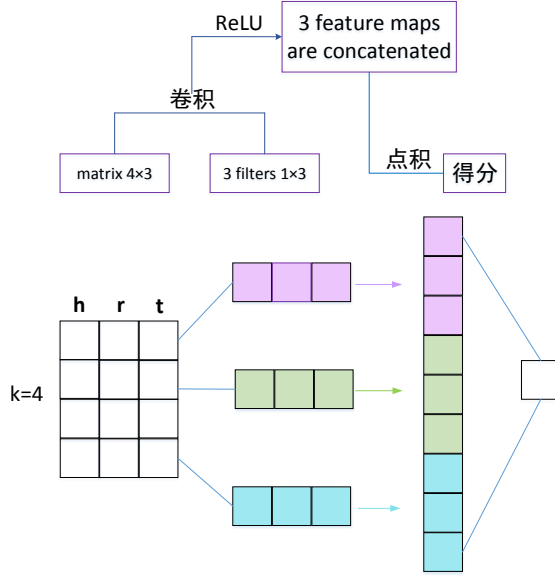 ReLU
3 feature maps
are concatenated
卷积
matrix 4×3
3 filters 1×3
点积
得分
h r t
k=4